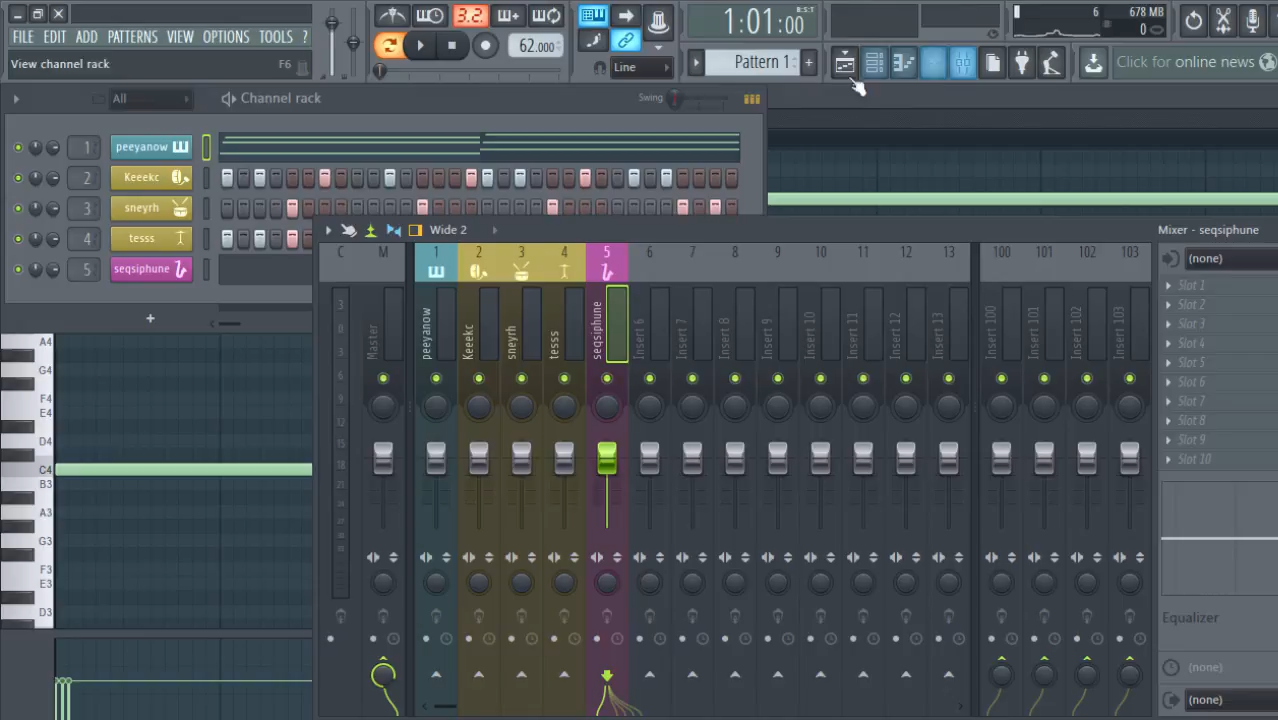 3.2.
62.000
FILE EDIT ADD PATTERNS VIEW OPTIONS TOOLS ?
View channel rack F6
1:01:00
B:S:T
6
678 MB
0
Line
Pattern 1
+
Click for online news
All
Channel rack
Swing
1 peeyanow
2 Keeekc
3 sneyrh
4 tesss
5 seqsiphune
+
Wide 2
Mixer - seqsiphune
C M 1 2 3 4 5 6 7 8 9 10 11 12 13 100 101 102 103
Master
peeyanow
Keeekc
sneyrh
tesss
seqsiphune
Insert 6
Insert 7
Insert 8
Insert 9
Insert 10
Insert 11
Insert 12
Insert 13
Insert 100
Insert 101
Insert 102
Insert 103
(none)
Slot 1
Slot 2
Slot 3
Slot 4
Slot 5
Slot 6
Slot 7
Slot 8
Slot 9
Slot 10
Equalizer
(none)
(none)
A4
G4
F4
E4
D4
C4
B3
A3
G3
F3
E3
D3